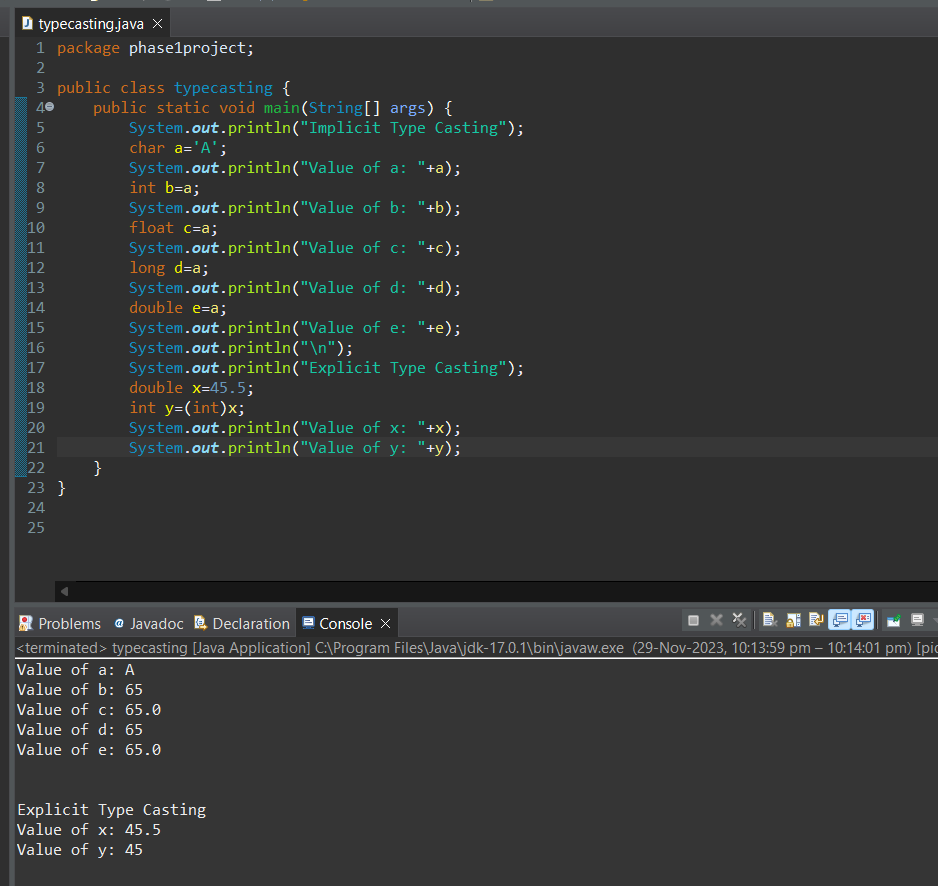 typecasting.java
1 package phase1project;
2
3 public class typecasting {
4 public static void main(String[] args) {
5 System.out.println("Implicit Type Casting");
6 char a='A';
7 System.out.println("Value of a: "+a);
8 int b=a;
9 System.out.println("Value of b: "+b);
10 float c=a;
11 System.out.println("Value of c: "+c);
12 long d=a;
13 System.out.println("Value of d: "+d);
14 double e=a;
15 System.out.println("Value of e: "+e);
16 System.out.println("\n");
17 System.out.println("Explicit Type Casting");
18 double x=45.5;
19 int y=(int)x;
20 System.out.println("Value of x: "+x);
21 System.out.println("Value of y: "+y);
22 }
23 }
24
25
Problems @ Javadoc Declaration Console
<terminated> typecasting [Java Application] C:\Program Files\Java\jdk-17.0.1\bin\javaw.exe (29-Nov-2023, 10:13:59 pm – 10:14:01 pm) [pid
Value of a: A
Value of b: 65
Value of c: 65.0
Value of d: 65
Value of e: 65.0
Explicit Type Casting
Value of x: 45.5
Value of y: 45